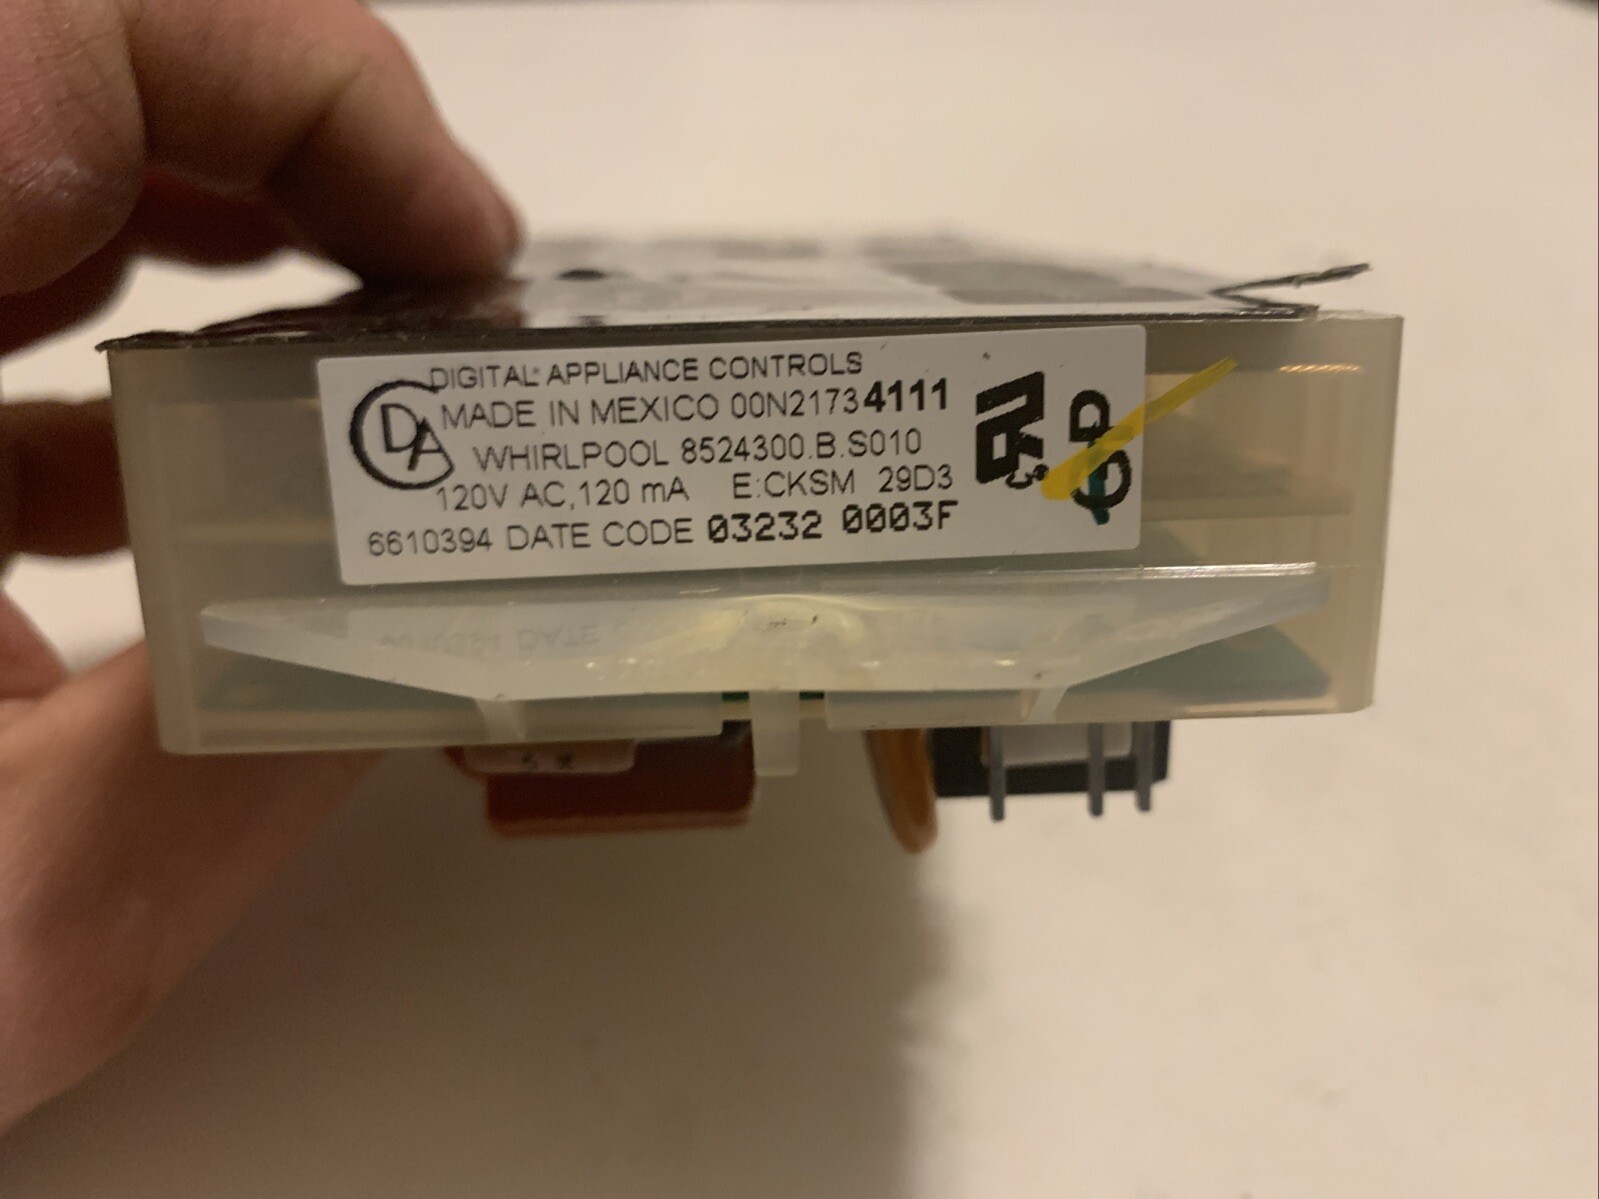 DIGITAL APPLIANCE CONTROLS
CDA
MADE IN MEXICO 00N21734111
WHIRLPOOL 8524300.B.S010
120V AC,120 mA E:CKSM 29D3
6610394 DATE CODE 03232 0003F